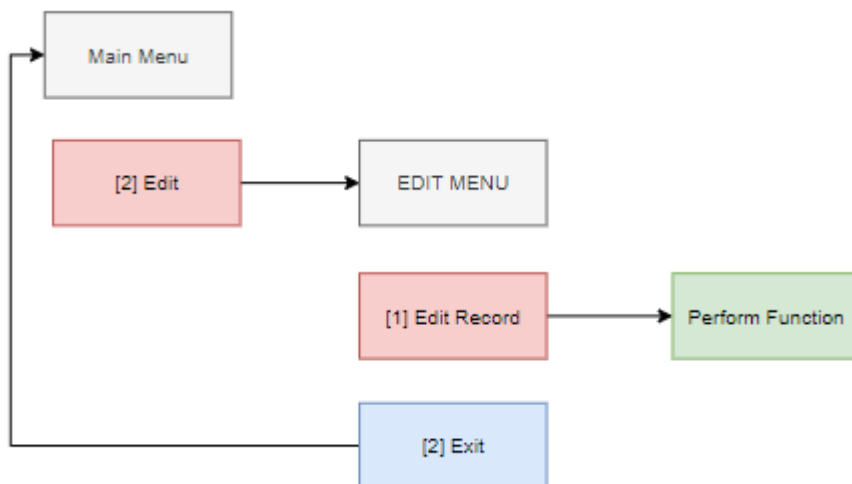 Main Menu
[2] Edit
EDIT MENU
[1] Edit Record
Perform Function
[2] Exit